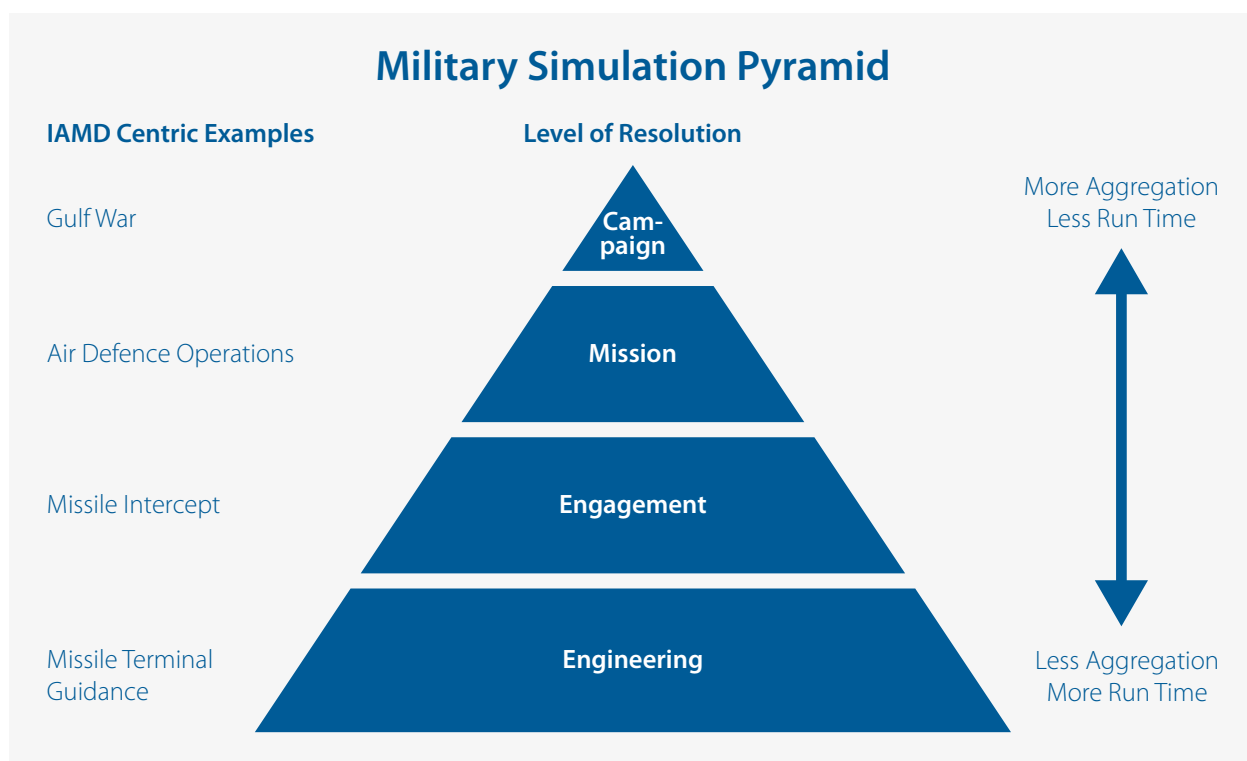 Military Simulation Pyramid
IAMD Centric Examples
Level of Resolution
Gulf War
Cam-
paign
More Aggregation
Less Run Time
Air Defence Operations
Mission
Missile Intercept
Engagement
Missile Terminal
Guidance
Engineering
Less Aggregation
More Run Time